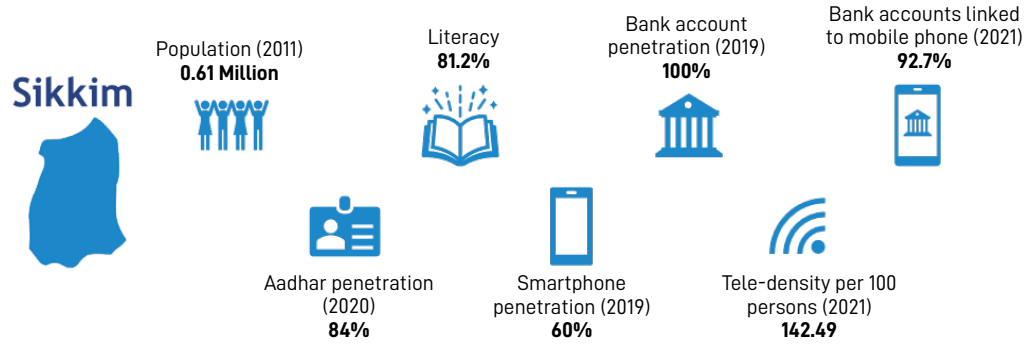 Sikkim
Population (2011)
0.61 Million
Literacy
81.2%
Bank account
penetration (2019)
100%
Bank accounts linked
to mobile phone (2021)
92.7%
Aadhar penetration
(2020)
84%
Smartphone
penetration (2019)
60%
Tele-density per 100
persons (2021)
142.49